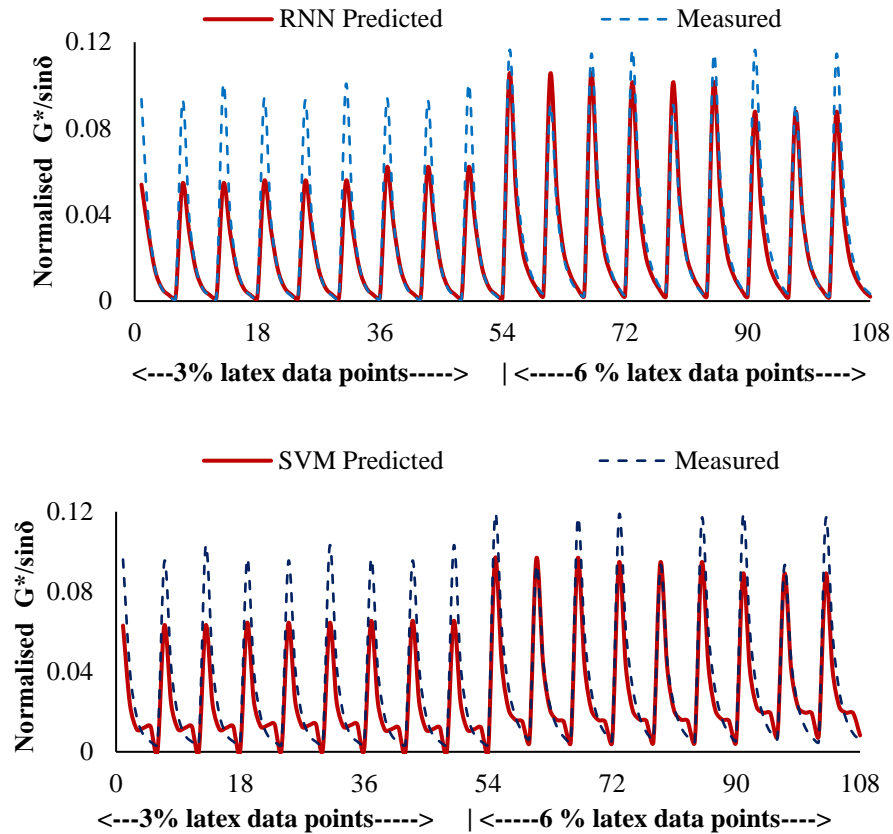 RNN Predicted Measured
0.12
0.08
0.04
0
Normalised G*/sinδ
0 18 36 54 72 90 108
<---3% latex data points-----> |<-----6 % latex data points---->
SVM Predicted Measured
0.12
0.08
0.04
0
Normalised G*/sinδ
0 18 36 54 72 90 108
<---3% latex data points-----> |<-----6 % latex data points---->